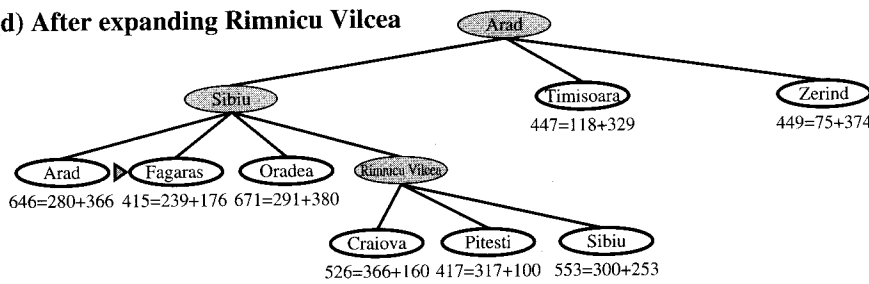 d) After expanding Rimnicu Vilcea
Arad
Sibiu
Timisoara
Zerind
447=118+329
449=75+374
Arad
Fagaras
Oradea
Rimnicu Vilcea
646=280+366 415=239+176 671=291+380
Craiova
Pitesti
Sibiu
526=366+160 417=317+100 553=300+253